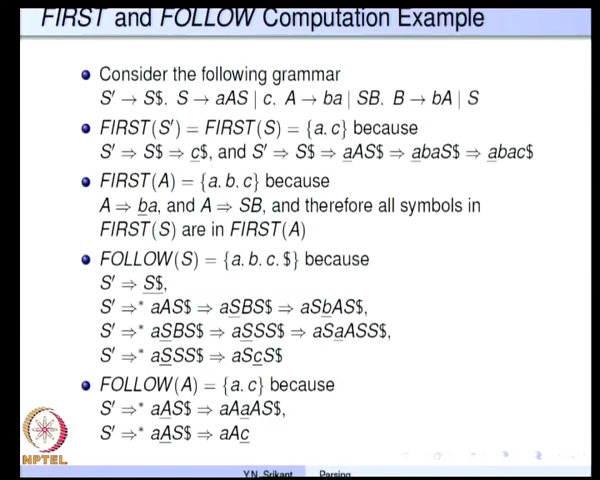 FIRST and FOLLOW Computation Example
Consider the following grammar
S′ → S$, S → aAS | c, A → ba | SB, B → bA | S
FIRST(S′) = FIRST(S) = {a, c} because
S′ ⇒ S$ ⇒ c$, and S′ ⇒ S$ ⇒ aAS$ ⇒ abaS$ ⇒ abac$
FIRST(A) = {a, b, c} because
A ⇒ ba, and A ⇒ SB, and therefore all symbols in
FIRST(S) are in FIRST(A)
FOLLOW(S) = {a, b, c, $} because
S′ ⇒ S$,
S′ ⇒* aAS$ ⇒ aSBS$ ⇒ aSbAS$,
S′ ⇒* aSBS$ ⇒ aSSS$ ⇒ aSaASS$,
S′ ⇒* aSSS$ ⇒ aScS$
FOLLOW(A) = {a, c} because
S′ ⇒* aAS$ ⇒ aAaAS$,
S′ ⇒* aAS$ ⇒ aAc
NPTEL
Y.N. Srikant Parsing